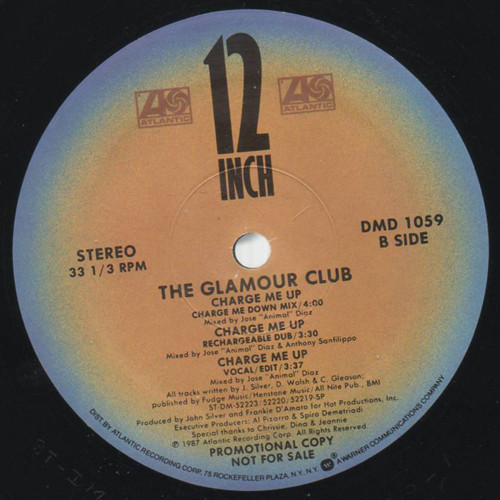 12
INCH
ATLANTIC
ATLANTIC
STEREO
33 1/3 RPM
DMD 1059
B SIDE
THE GLAMOUR CLUB
CHARGE ME UP
CHARGE ME DOWN MIX/4:00
Mixed by Jose "Animal" Diaz
CHARGE ME UP
RECHARGEABLE DUB/3:30
Mixed by Jose "Animal" Diaz & Anthony Sanfilippo
CHARGE ME UP
VOCAL/EDIT/3:37
Mixed by Jose "Animal" Diaz
All tracks written by J. Silver, D. Walsh & C. Gleason;
published by Fudge Music/Henstone Music/All Nite Pub., BMI
ST-DM-52223/52220/52219-SP
Produced by John Silver and Frankie D'Amato for Hot Productions, Inc.
Executive Producers: Al Pizarro & Spiro Demetriadi
Special thanks to Chrissie, Dina & Jeannie
℗ 1987 Atlantic Recording Corp. All Rights Reserved.
PROMOTIONAL COPY
NOT FOR SALE
DIST. BY ATLANTIC RECORDING CORP., 75 ROCKEFELLER PLAZA, N.Y., N.Y. A WARNER COMMUNICATIONS COMPANY